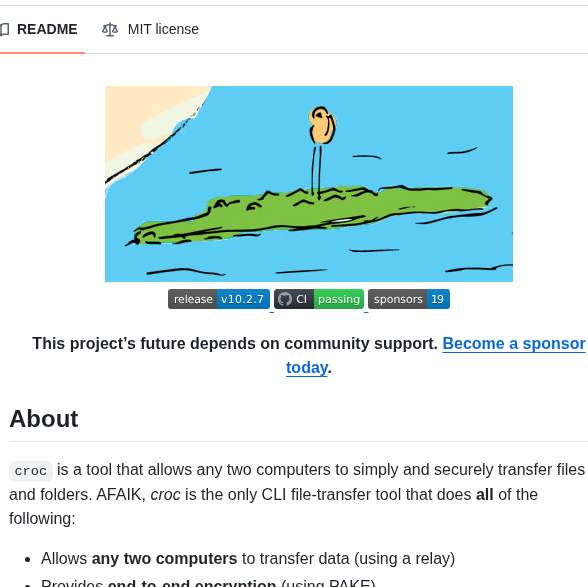 README MIT license
release v10.2.7 CI passing sponsors 19
This project’s future depends on community support. Become a sponsor
today.
About
croc is a tool that allows any two computers to simply and securely transfer files
and folders. AFAIK, croc is the only CLI file-transfer tool that does all of the
following:
Allows any two computers to transfer data (using a relay)
Provides end-to-end encryption (using PAKE)